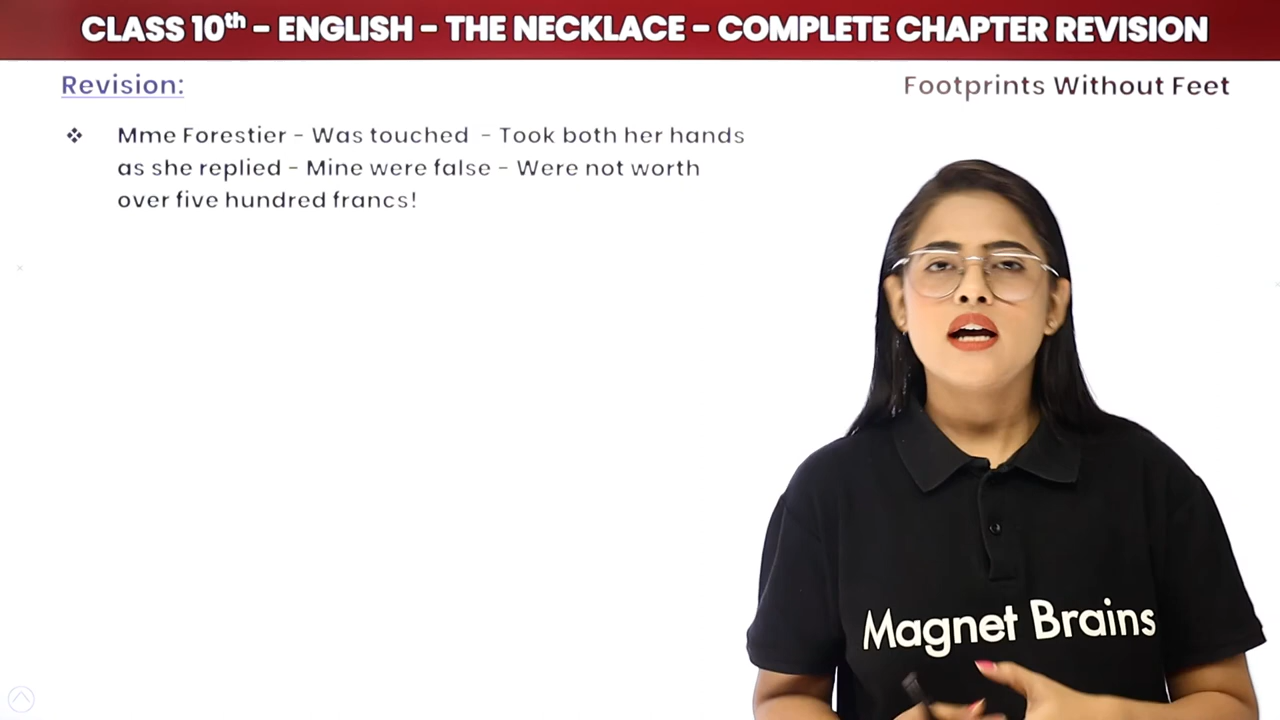 CLASS 10th - ENGLISH - THE NECKLACE - COMPLETE CHAPTER REVISION
Revision:
Footprints Without Feet
❖ Mme Forestier - Was touched - Took both her hands
as she replied - Mine were false - Were not worth
over five hundred francs!
Magnet Brains